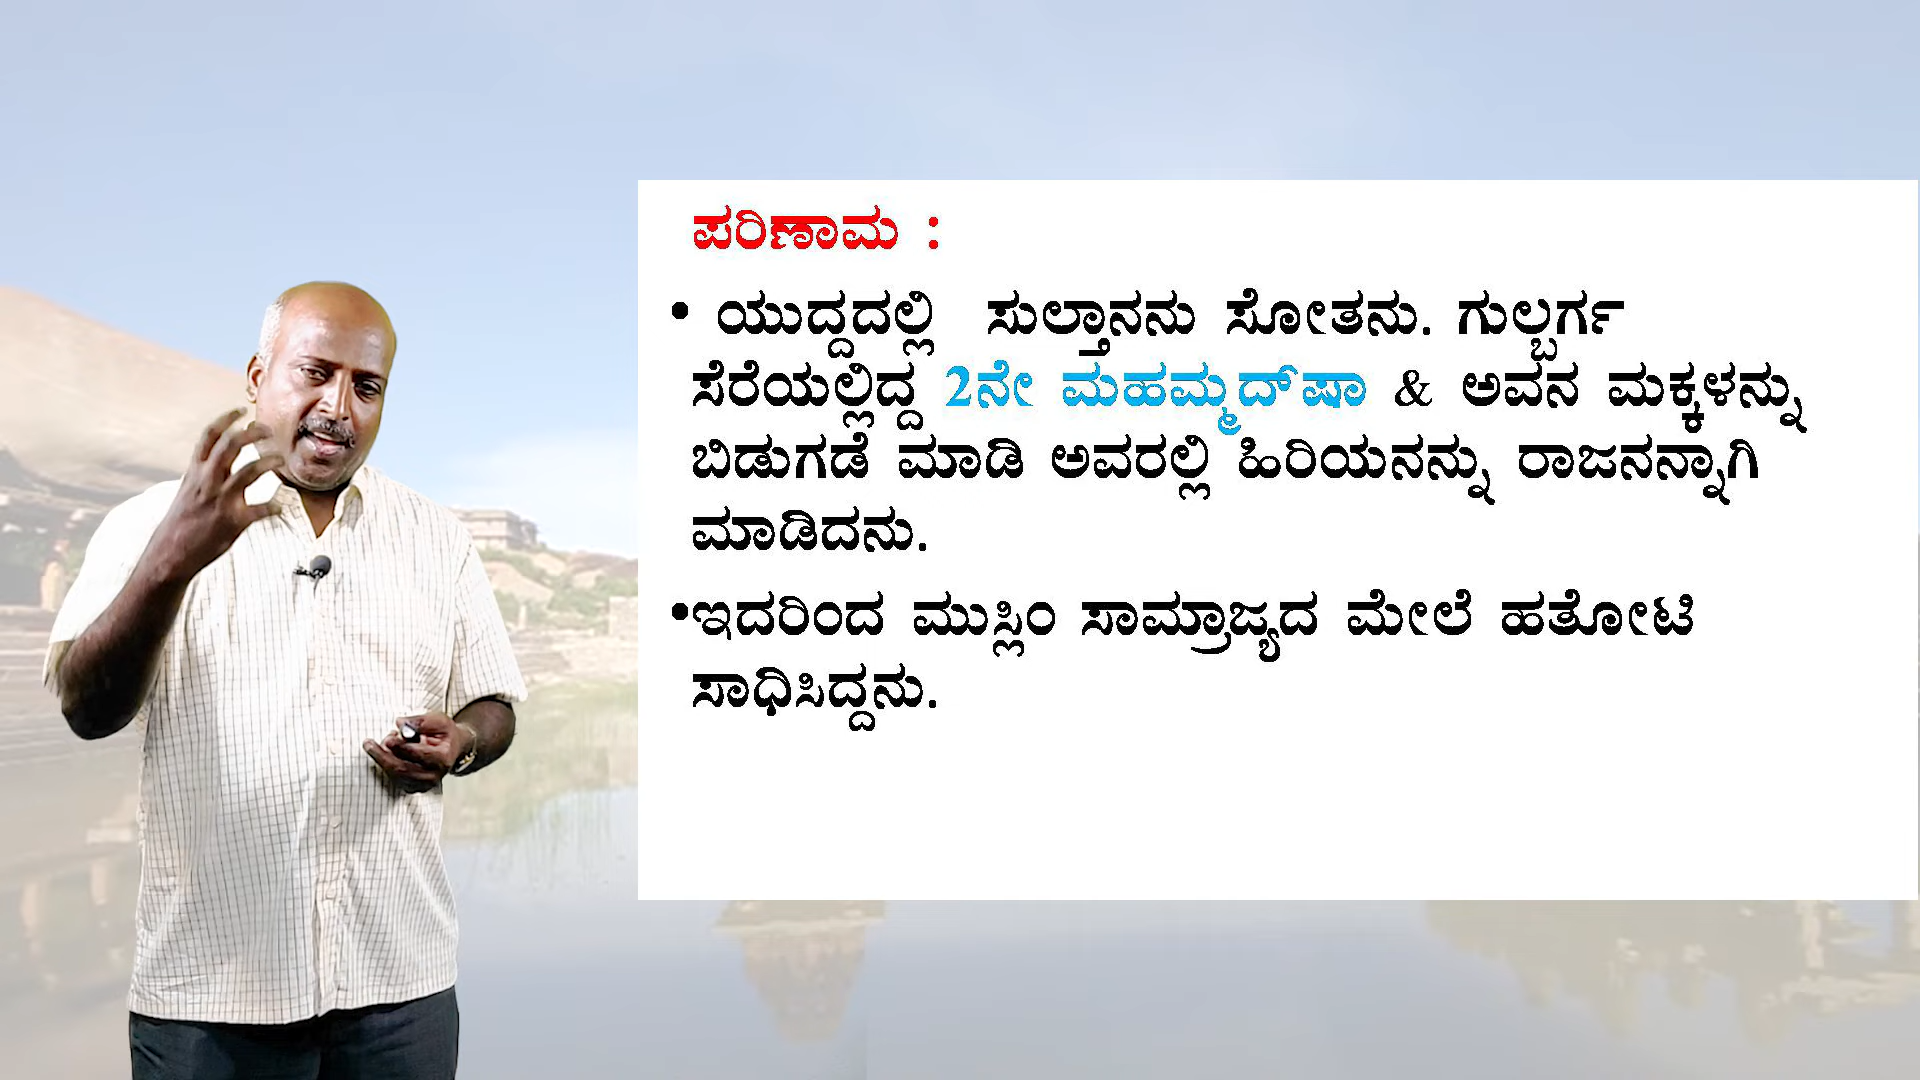 ಪರಿಣಾಮ :
• ಯುದ್ದದಲ್ಲಿ ಸುಲ್ತಾನನು ಸೋತನು. ಗುಲ್ಬರ್ಗ
ಸೆರೆಯಲ್ಲಿದ್ದ 2ನೇ ಮಹಮ್ಮದ್‌ಷಾ & ಅವನ ಮಕ್ಕಳನ್ನು
ಬಿಡುಗಡೆ ಮಾಡಿ ಅವರಲ್ಲಿ ಹಿರಿಯನನ್ನು ರಾಜನನ್ನಾಗಿ
ಮಾಡಿದನು.
•ಇದರಿಂದ ಮುಸ್ಲಿಂ ಸಾಮ್ರಾಜ್ಯದ ಮೇಲೆ ಹತೋಟಿ
ಸಾಧಿಸಿದ್ದನು.